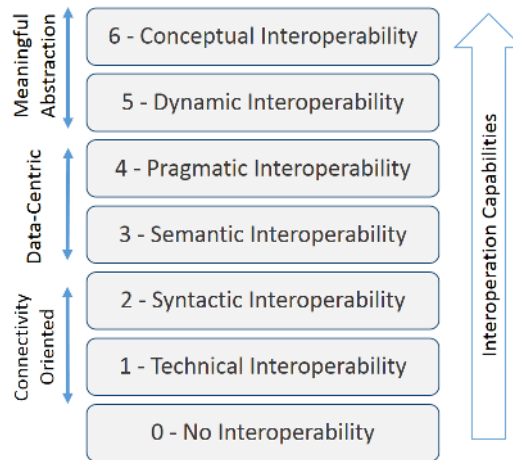 6 - Conceptual Interoperability
5 - Dynamic Interoperability
4 - Pragmatic Interoperability
3 - Semantic Interoperability
2 - Syntactic Interoperability
1 - Technical Interoperability
0 - No Interoperability
Meaningful
Abstraction
Data-Centric
Connectivity
Oriented
Interoperation Capabilities